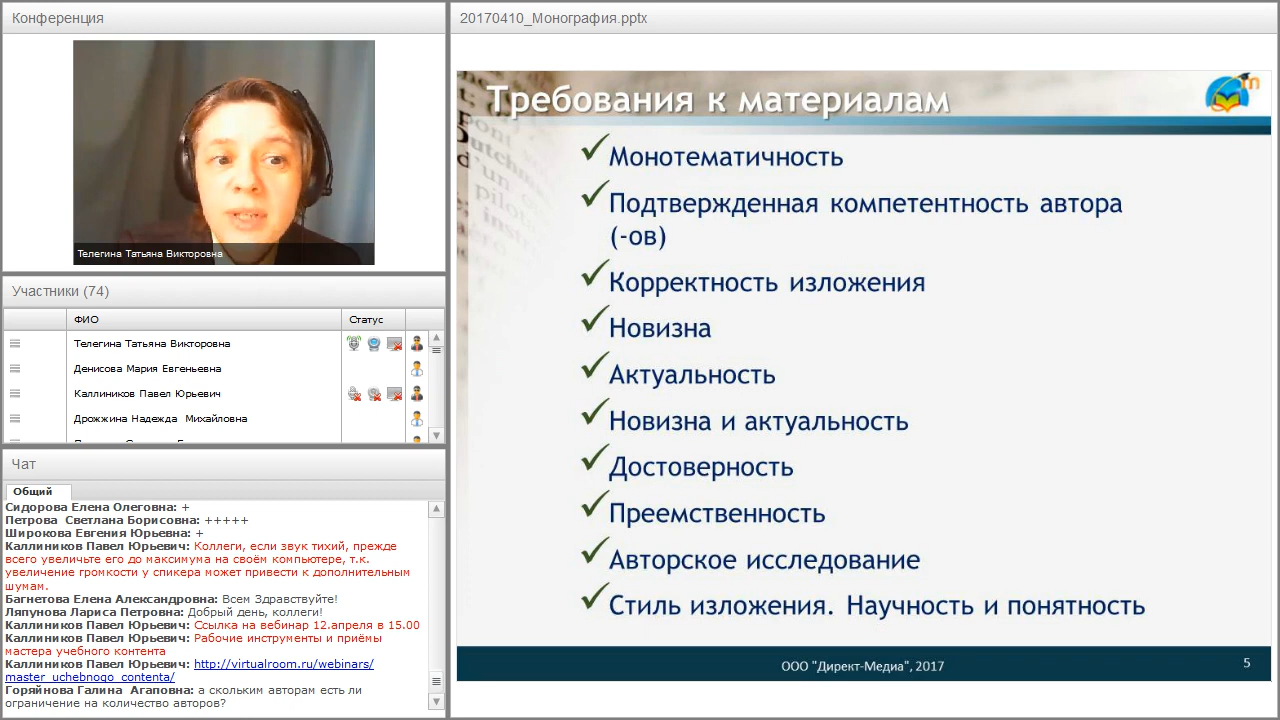 Конференция
Телегина Татьяна Викторовна
Участники (74)
ФИО
Статус
Телегина Татьяна Викторовна
Денисова Мария Евгеньевна
Каллиников Павел Юрьевич
Дрожжина Надежда  Михайловна
Чат
Общий
Сидорова Елена Олеговна: +
Петрова  Светлана Борисовна: +++++
Широкова Евгения Юрьевна: +
Каллиников Павел Юрьевич: Коллеги, если звук тихий, прежде
всего увеличьте его до максимума на своём компьютере, т.к.
увеличение громкости у спикера может привести к дополнительным
шумам.
Багнетова Елена Александровна: Всем Здравствуйте!
Ляпунова Лариса Петровна: Добрый день, коллеги!
Каллиников Павел Юрьевич: Ссылка на вебинар 12.апреля в 15.00
Каллиников Павел Юрьевич: Рабочие инструменты и приёмы
мастера учебного контента
Каллиников Павел Юрьевич: http://virtualroom.ru/webinars/
master_uchebnogo_contenta/
Горяйнова Галина  Агаповна: а скольким авторам есть ли
ограничение на количество авторов?
20170410_Монография.pptx
Требования к материалам
Монотематичность
Подтвержденная компетентность автора
(-ов)
Корректность изложения
Новизна
Актуальность
Новизна и актуальность
Достоверность
Преемственность
Авторское исследование
Стиль изложения. Научность и понятность
ООО "Директ-Медиа", 2017
5